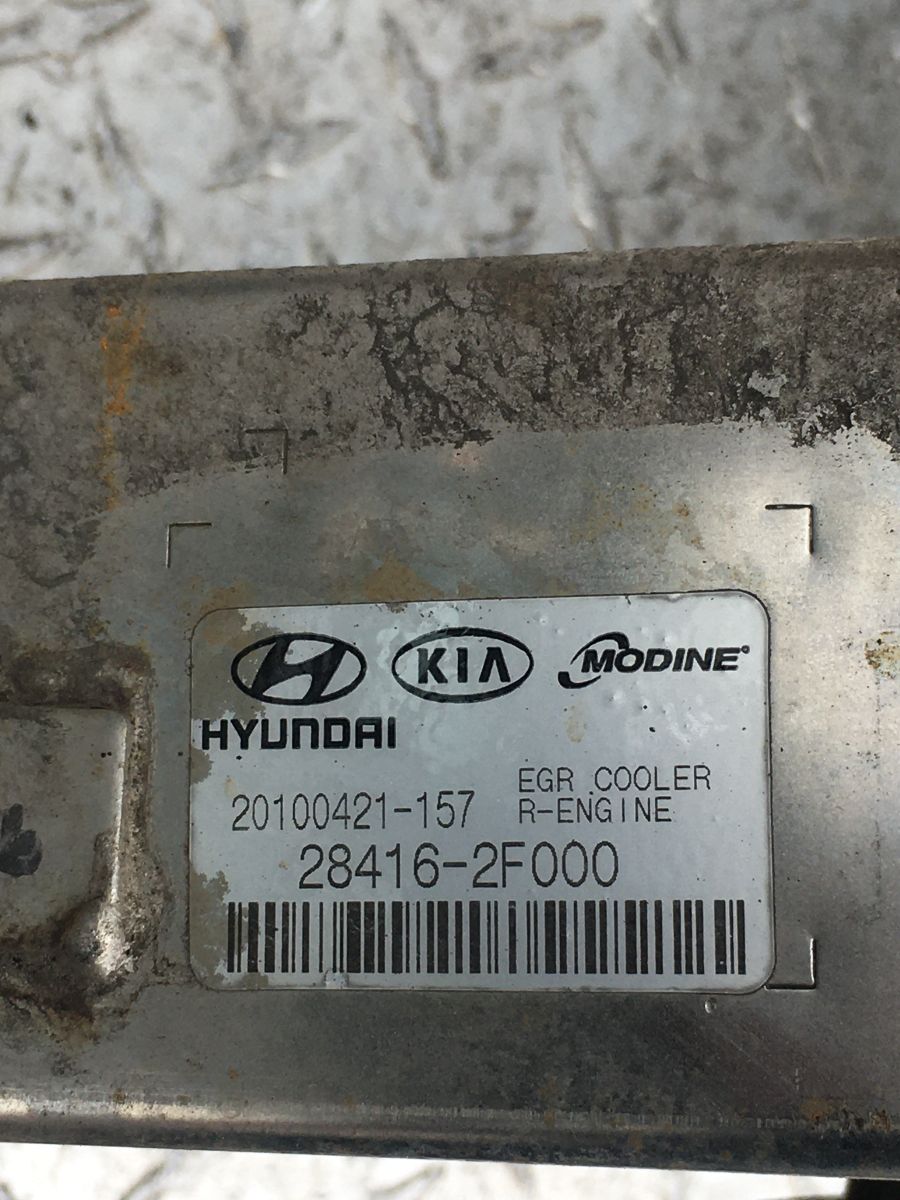 KIA MODINE
HYUNDAI
EGR COOLER
20100421-157 R-ENGINE
28416-2F000